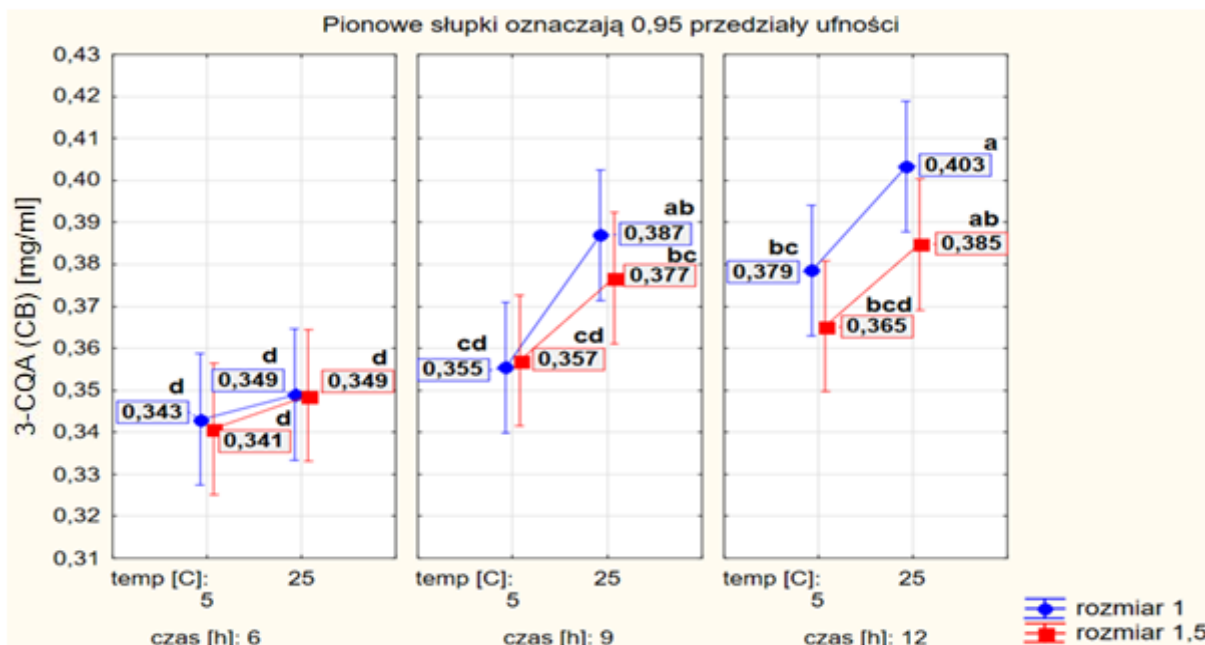 Pionowe słupki oznaczają 0,95 przedziały ufności
3-CQA (CB) [mg/ml]
0,43
0,42
0,41
0,40
0,39
0,38
0,37
0,36
0,35
0,34
0,33
0,32
0,31
d
0,343
d
0,349
d
0,341
d
0,349
cd
0,355
cd
0,357
ab
0,387
bc
0,377
bc
0,379
bcd
0,365
a
0,403
ab
0,385
temp [C]: 25
5
czas [h]: 6
temp [C]: 25
5
czas [h]: 9
temp [C]: 25
5
czas [h]: 12
rozmiar 1
rozmiar 1,5